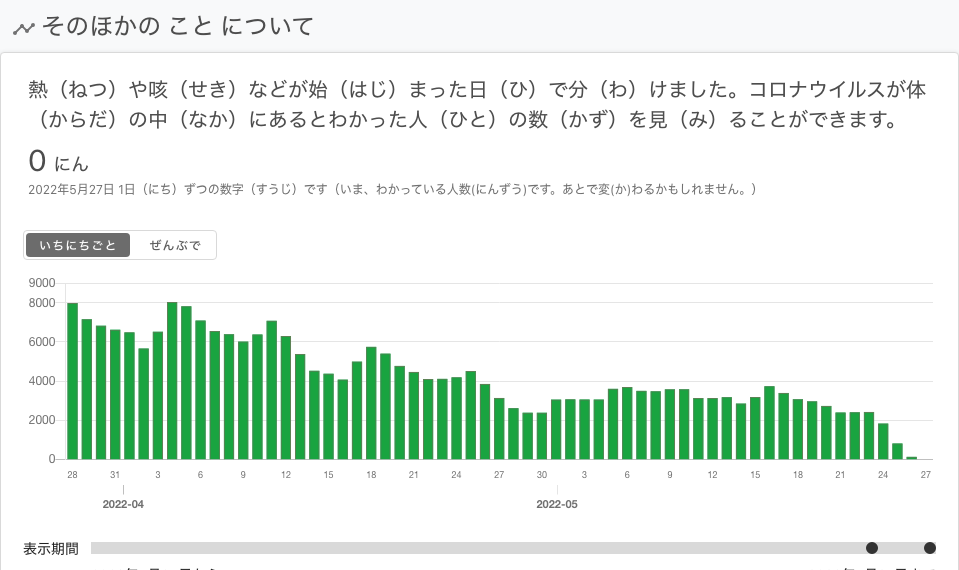 そのほかの こと について
熱（ねつ）や咳（せき）などが始（はじ）まった日（ひ）で分（わ）けました。コロナウイルスが体
（からだ）の中（なか）にあるとわかった人（ひと）の数（かず）を見（み）ることができます。
0 にん
2022年5月27日 1日（にち）ずつの数字（すうじ）です（いま、わかっている人数(にんずう)です。あとで変(か)わるかもしれません。）
いちにちごと ぜんぶで
9000
8000
6000
4000
2000
0
28 31 3 6 9 12 15 18 21 24 27 30 3 6 9 12 15 18 21 24 27
2022-04 2022-05
表示期間